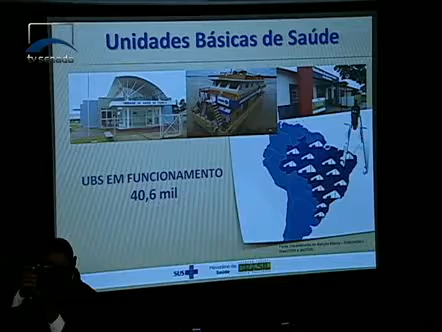 tv senado
Unidades Básicas de Saúde
UBS EM FUNCIONAMENTO
40,6 mil
SUS
Ministério da
Saúde